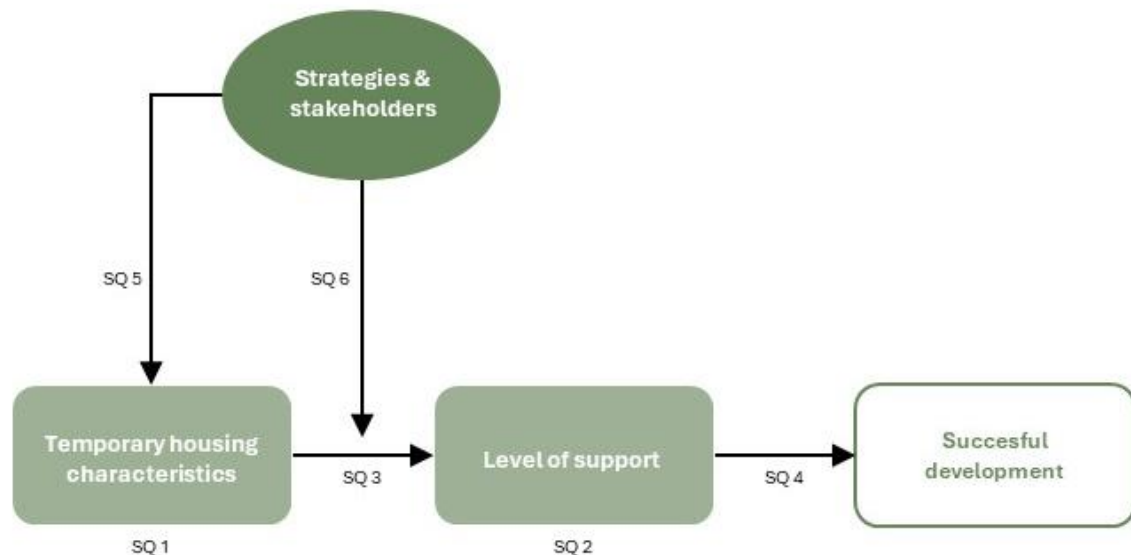 Strategies &
stakeholders
SQ 5
SQ 6
Temporary housing
characteristics
SQ 3
Level of support
SQ 4
Succesful
development
SQ 1
SQ 2